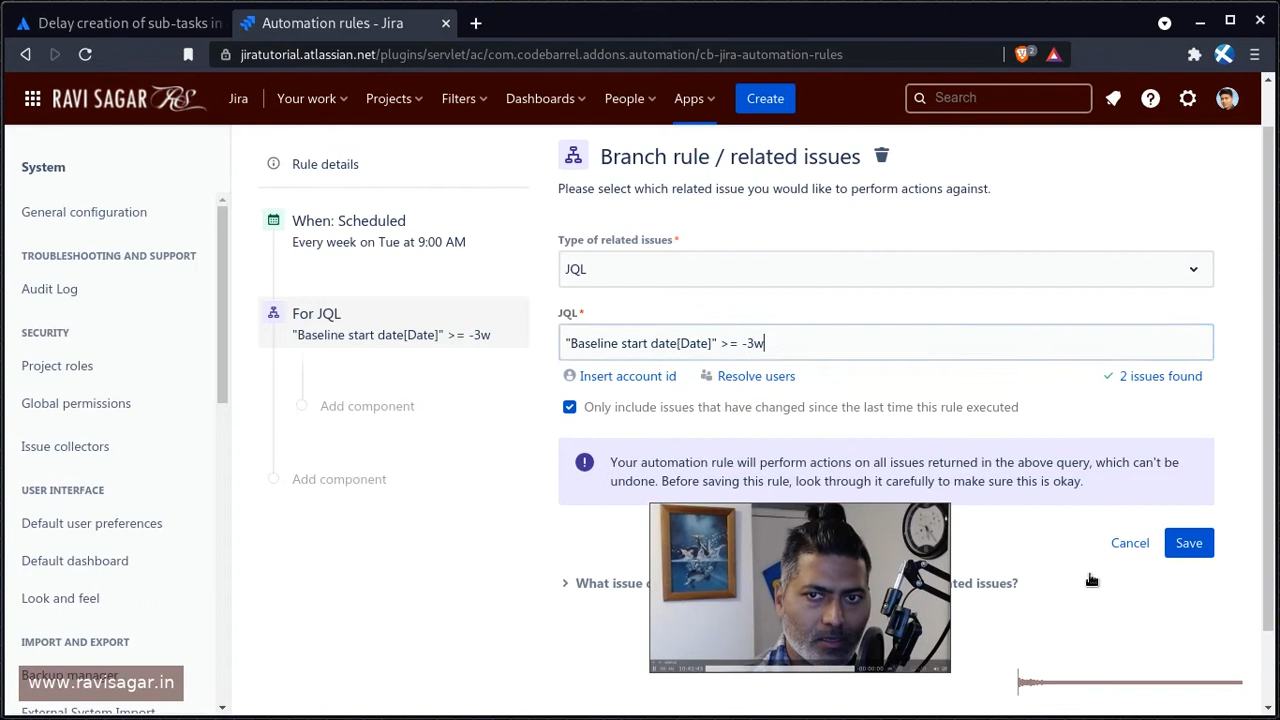 Delay creation of sub-tasks in
Automation rules - Jira
jiratutorial.atlassian.net/plugins/servlet/ac/com.codebarrel.addons.automation/cb-jira-automation-rules
2
RAVI SAGAR RS
Jira
Your work
Projects
Filters
Dashboards
People
Apps
Create
Search
System
General configuration
TROUBLESHOOTING AND SUPPORT
Audit Log
SECURITY
Project roles
Global permissions
Issue collectors
USER INTERFACE
Default user preferences
Default dashboard
Look and feel
IMPORT AND EXPORT
Backup manager
www.ravisagar.in
External System Import
Rule details
When: Scheduled
Every week on Tue at 9:00 AM
For JQL
"Baseline start date[Date]" >= -3w
Add component
Add component
Branch rule / related issues
Please select which related issue you would like to perform actions against.
Type of related issues*
JQL
JQL*
"Baseline start date[Date]" >= -3w
Insert account id
Resolve users
2 issues found
Only include issues that have changed since the last time this rule executed
Your automation rule will perform actions on all issues returned in the above query, which can't be
undone. Before saving this rule, look through it carefully to make sure this is okay.
Cancel
Save
What issue
ated issues?